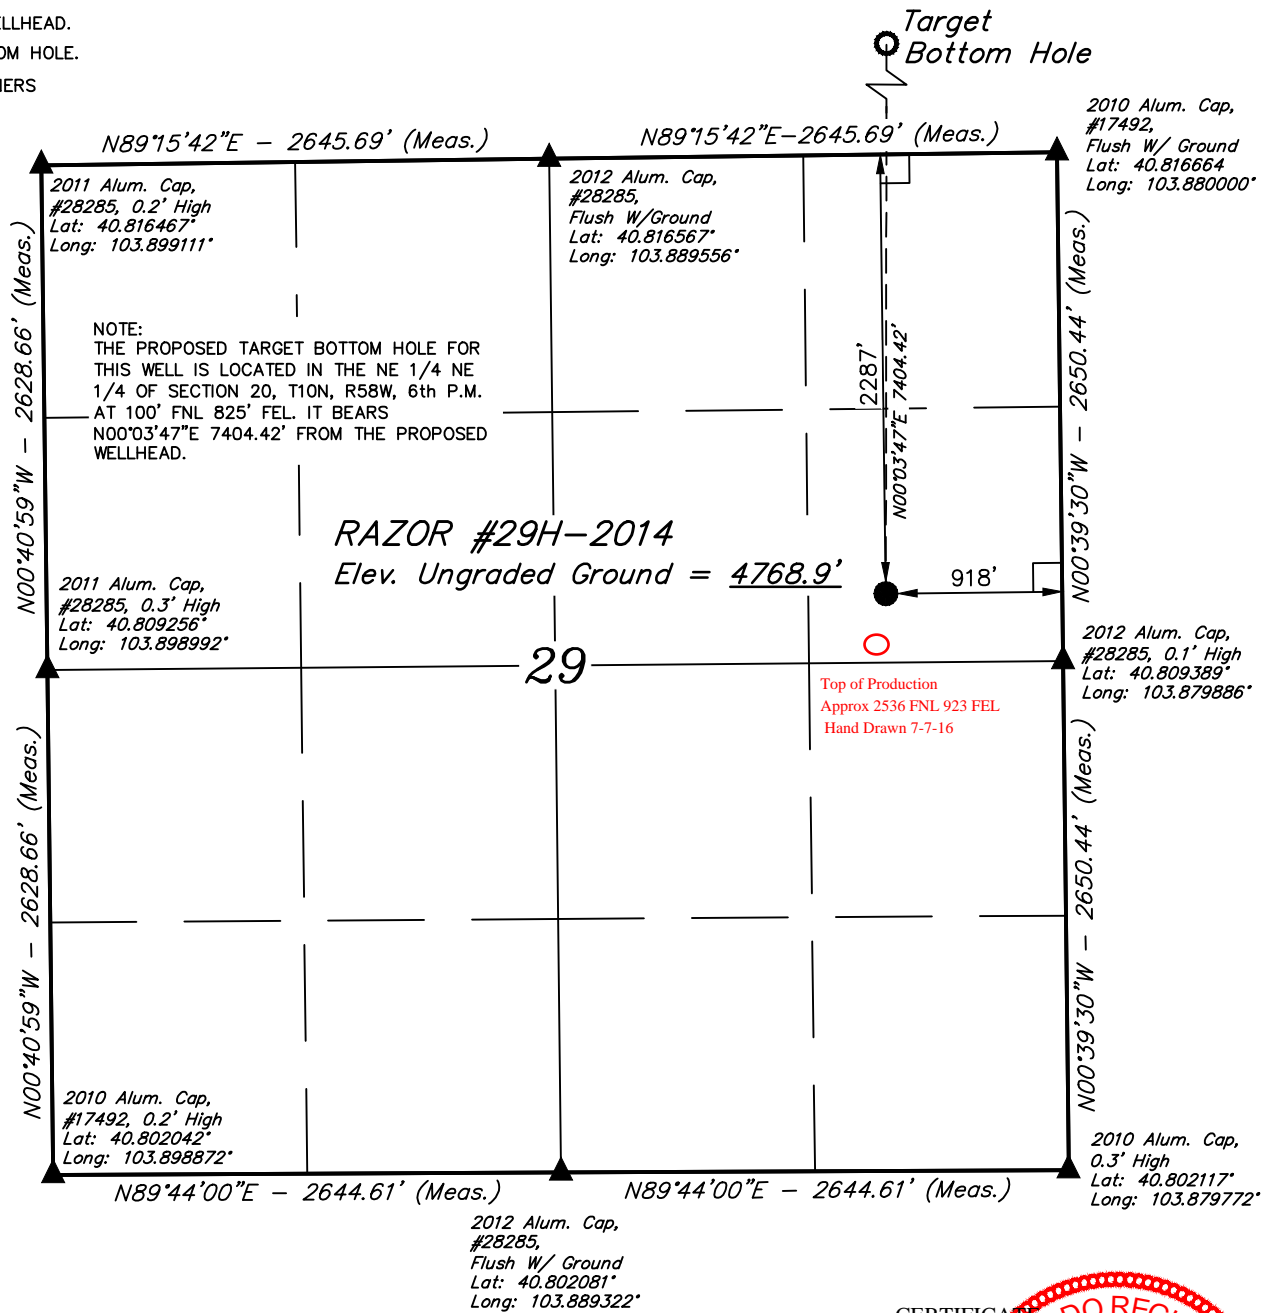 ELLHEAD.
OM HOLE.
IERS
Target
Bottom Hole
N89°15'42"E - 2645.69' (Meas.)
N89°15'42"E-2645.69' (Meas.)
2010 Alum. Cap,
#17492,
Flush W/ Ground
Lat: 40.816664
Long: 103.880000°
2011 Alum. Cap,
#28285, 0.2' High
Lat: 40.816467°
Long: 103.899111°
2012 Alum. Cap,
#28285,
Flush W/Ground
Lat: 40.816567°
Long: 103.889556°
N00°40'59"W - 2628.66' (Meas.)
NOTE:
THE PROPOSED TARGET BOTTOM HOLE FOR
THIS WELL IS LOCATED IN THE NE 1/4 NE
1/4 OF SECTION 20, T10N, R58W, 6th P.M.
AT 100' FNL 825' FEL. IT BEARS
N00°03'47"E 7404.42' FROM THE PROPOSED
WELLHEAD.
2287'
N00°03'47"E 7404.42'
N00°39'30"W - 2650.44' (Meas.)
RAZOR #29H-2014
Elev. Ungraded Ground = 4768.9'
918'
2011 Alum. Cap,
#28285, 0.3' High
Lat: 40.809256°
Long: 103.898992°
29
2012 Alum. Cap,
#28285, 0.1' High
Lat: 40.809389°
Long: 103.879886°
Top of Production
Approx 2536 FNL 923 FEL
Hand Drawn 7-7-16
N00°40'59"W - 2628.66' (Meas.)
N00°39'30"W - 2650.44' (Meas.)
2010 Alum. Cap,
#17492, 0.2' High
Lat: 40.802042°
Long: 103.898872°
2010 Alum. Cap,
0.3' High
Lat: 40.802117°
Long: 103.879772°
N89°44'00"E - 2644.61' (Meas.)
N89°44'00"E - 2644.61' (Meas.)
2012 Alum. Cap,
#28285,
Flush W/ Ground
Lat: 40.802081°
Long: 103.889322°
CERTIFICATE
DO REGI